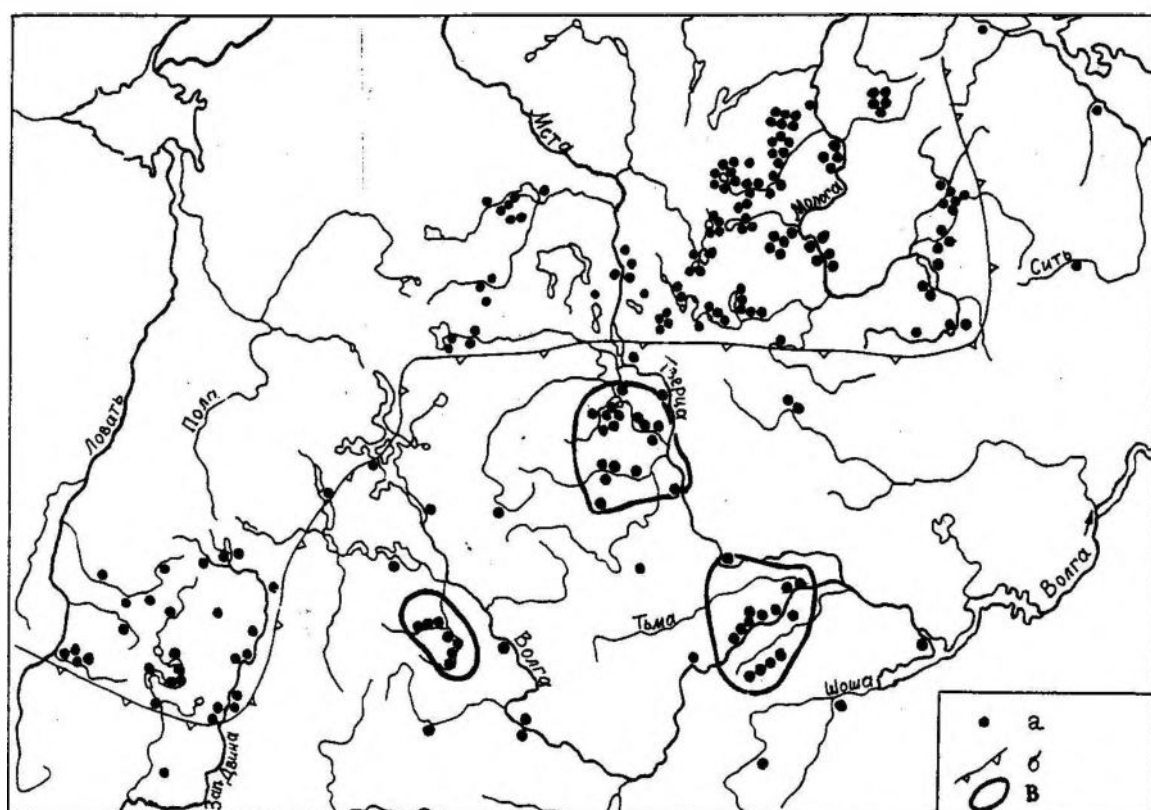 Мста
Молога
Сить
Ловать
Пола
Тверца
Волга
Тьма
Волга
Шоша
Зап. Двина
а
б
в